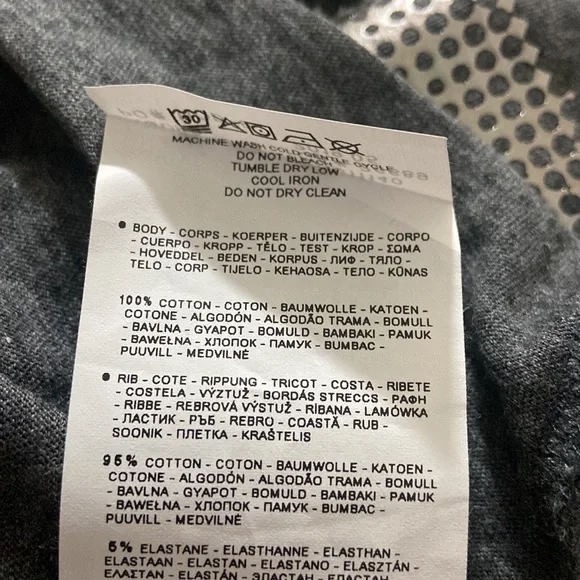 30
MACHINE WASH COLD GENTLE CYCLE
DO NOT BLEACH
TUMBLE DRY LOW
COOL IRON
DO NOT DRY CLEAN
• BODY - CORPS - KOERPER - BUITENZIJDE - CORPO
- CUERPO - KROPP - TĚLO - TEST - KROP - ΣΩΜΑ
- HOVEDDEL - BEDEN - KORPUS - ЛИФ - ТЯЛО -
TELO - CORP - TIJELO - KEHAOSA - ТЕЛО - KŪNAS
100% COTTON - COTON - BAUMWOLLE - KATOEN -
COTONE - ALGODÓN - ALGODÃO TRAMA - BOMULL
- BAVLNA - GYAPOT - BOMULD - BAMBAKI - PAMUK
- BAWEŁNA - ХЛОПОК - ПАМУК - BUMBAC -
PUUVILL - MEDVILNĖ
• RIB - COTE - RIPPUNG - TRICOT - COSTA - RIBETE
- COSTELA - VÝZTUŽ - BORDÁS STRECCS - ΡΑΦΗ
- RIBBE - REBROVÁ VÝSTUŽ - RİBANA - LAMÓWKA
- ЛАСТИК - РЪБ - REBRO - COASTĂ - RUB -
SOONIK - ПЛЕТКА - KRAŠTELIS
95% COTTON - COTON - BAUMWOLLE - KATOEN -
COTONE - ALGODÓN - ALGODÃO TRAMA - BOMULL
- BAVLNA - GYAPOT - BOMULD - BAMBAKI - PAMUK
- BAWEŁNA - ХЛОПОК - ПАМУК - BUMBAC -
PUUVILL - MEDVILNĖ
5% ELASTANE - ELASTHANNE - ELASTHAN -
ELASTAAN - ELASTAN - ELASTANO - ELASZTÁN -
ΕΛΑΣΤΑΝ - ELASTAN